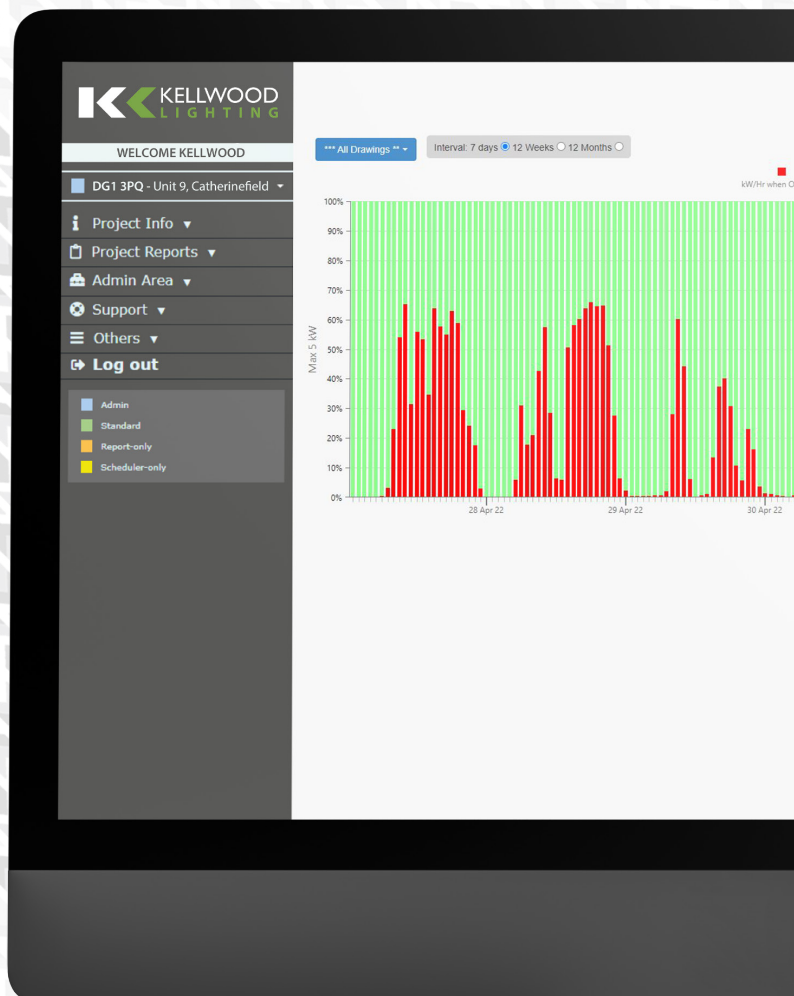 KELLWOOD
LIGHTING
WELCOME KELLWOOD
DG1 3PQ - Unit 9, Catherinefield
Project Info
Project Reports
Admin Area
Support
Others
Log out
Admin
Standard
Report-only
Scheduler-only
*** All Drawings **
Interval: 7 days 12 Weeks 12 Months
kW/Hr when O
100%
90%
80%
70%
60%
50%
40%
30%
20%
10%
0%
Max 5 kW
28 Apr 22
29 Apr 22
30 Apr 22